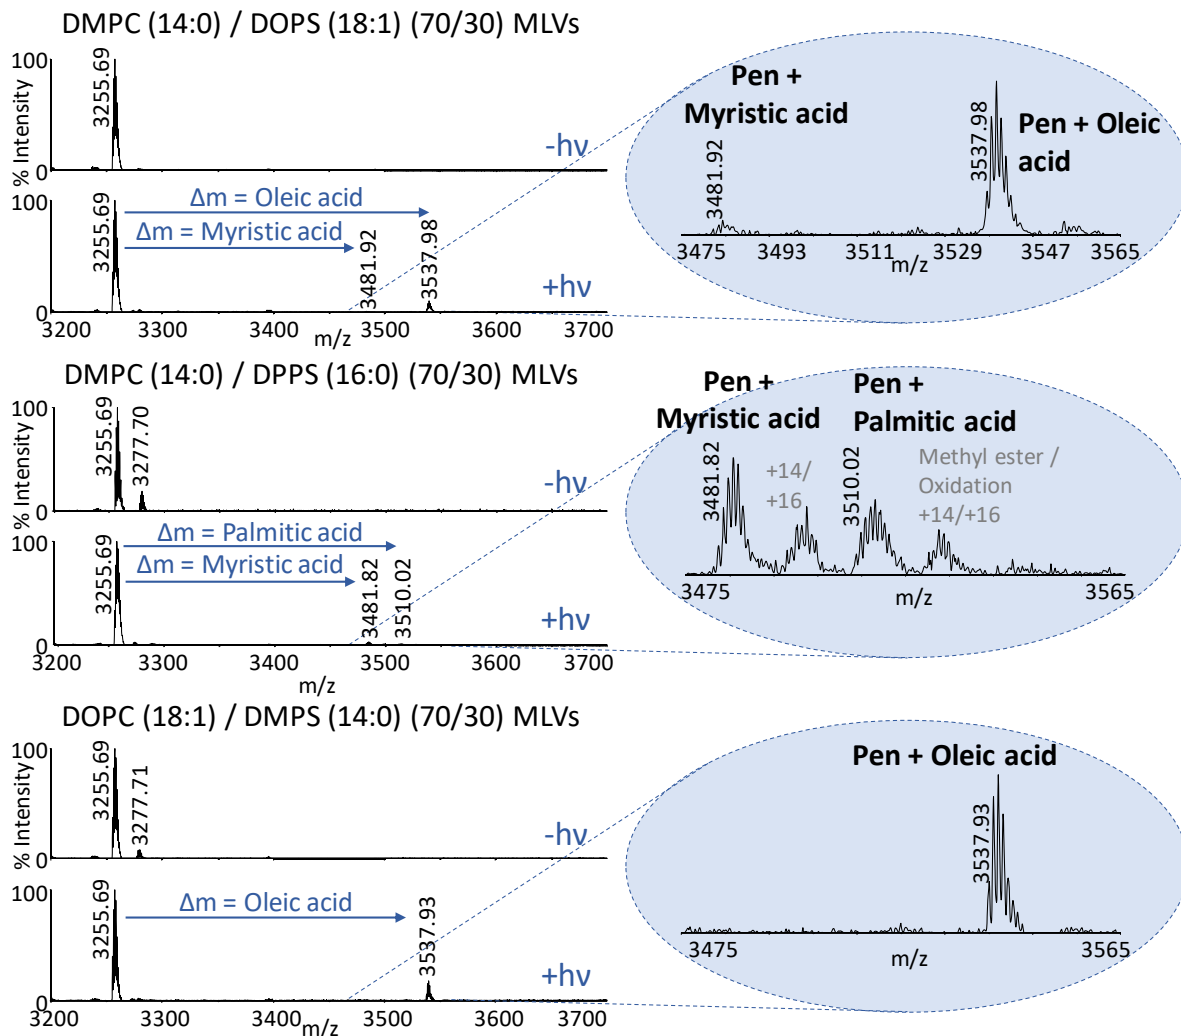 DMPC (14:0) / DOPS (18:1) (70/30) MLVs
% Intensity
100
0
3255.69
-hν
100
0
3255.69
Δm = Oleic acid
Δm = Myristic acid
3481.92
3537.98
+hν
3200 3300 3400 3500 3600 3700
m/z
Pen +
Myristic acid
3481.92
3537.98
Pen + Oleic
acid
3475 3493 3511 3529 3547 3565
m/z
DMPC (14:0) / DPPS (16:0) (70/30) MLVs
% Intensity
100
0
3255.69
3277.70
-hν
100
0
3255.69
Δm = Palmitic acid
Δm = Myristic acid
3481.82
3510.02
+hν
3200 3300 3400 3500 3600 3700
m/z
Pen +
Myristic acid
Pen +
Palmitic acid
3481.82
+14/
+16
3510.02
Methyl ester /
Oxidation
+14/+16
3475 3565
m/z
DOPC (18:1) / DMPS (14:0) (70/30) MLVs
% Intensity
100
0
3255.69
3277.71
-hν
100
0
3255.69
Δm = Oleic acid
3537.93
+hν
3200 3300 3400 3500 3600 3700
m/z
Pen + Oleic acid
3537.93
3475 3565
m/z